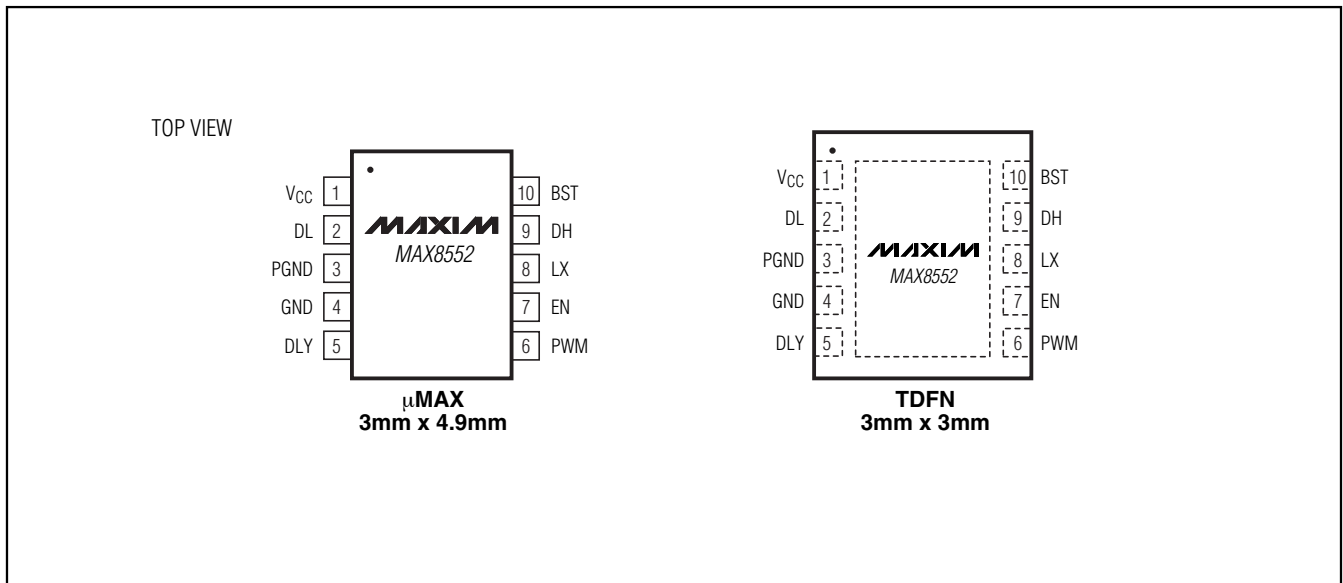 TOP VIEW
VCC 1 10 BST
DL 2 9 DH
PGND 3 8 LX
GND 4 7 EN
DLY 5 6 PWM
MAXIM
MAX8552
μMAX
3mm x 4.9mm
VCC 1 10 BST
DL 2 9 DH
PGND 3 8 LX
GND 4 7 EN
DLY 5 6 PWM
MAXIM
MAX8552
TDFN
3mm x 3mm